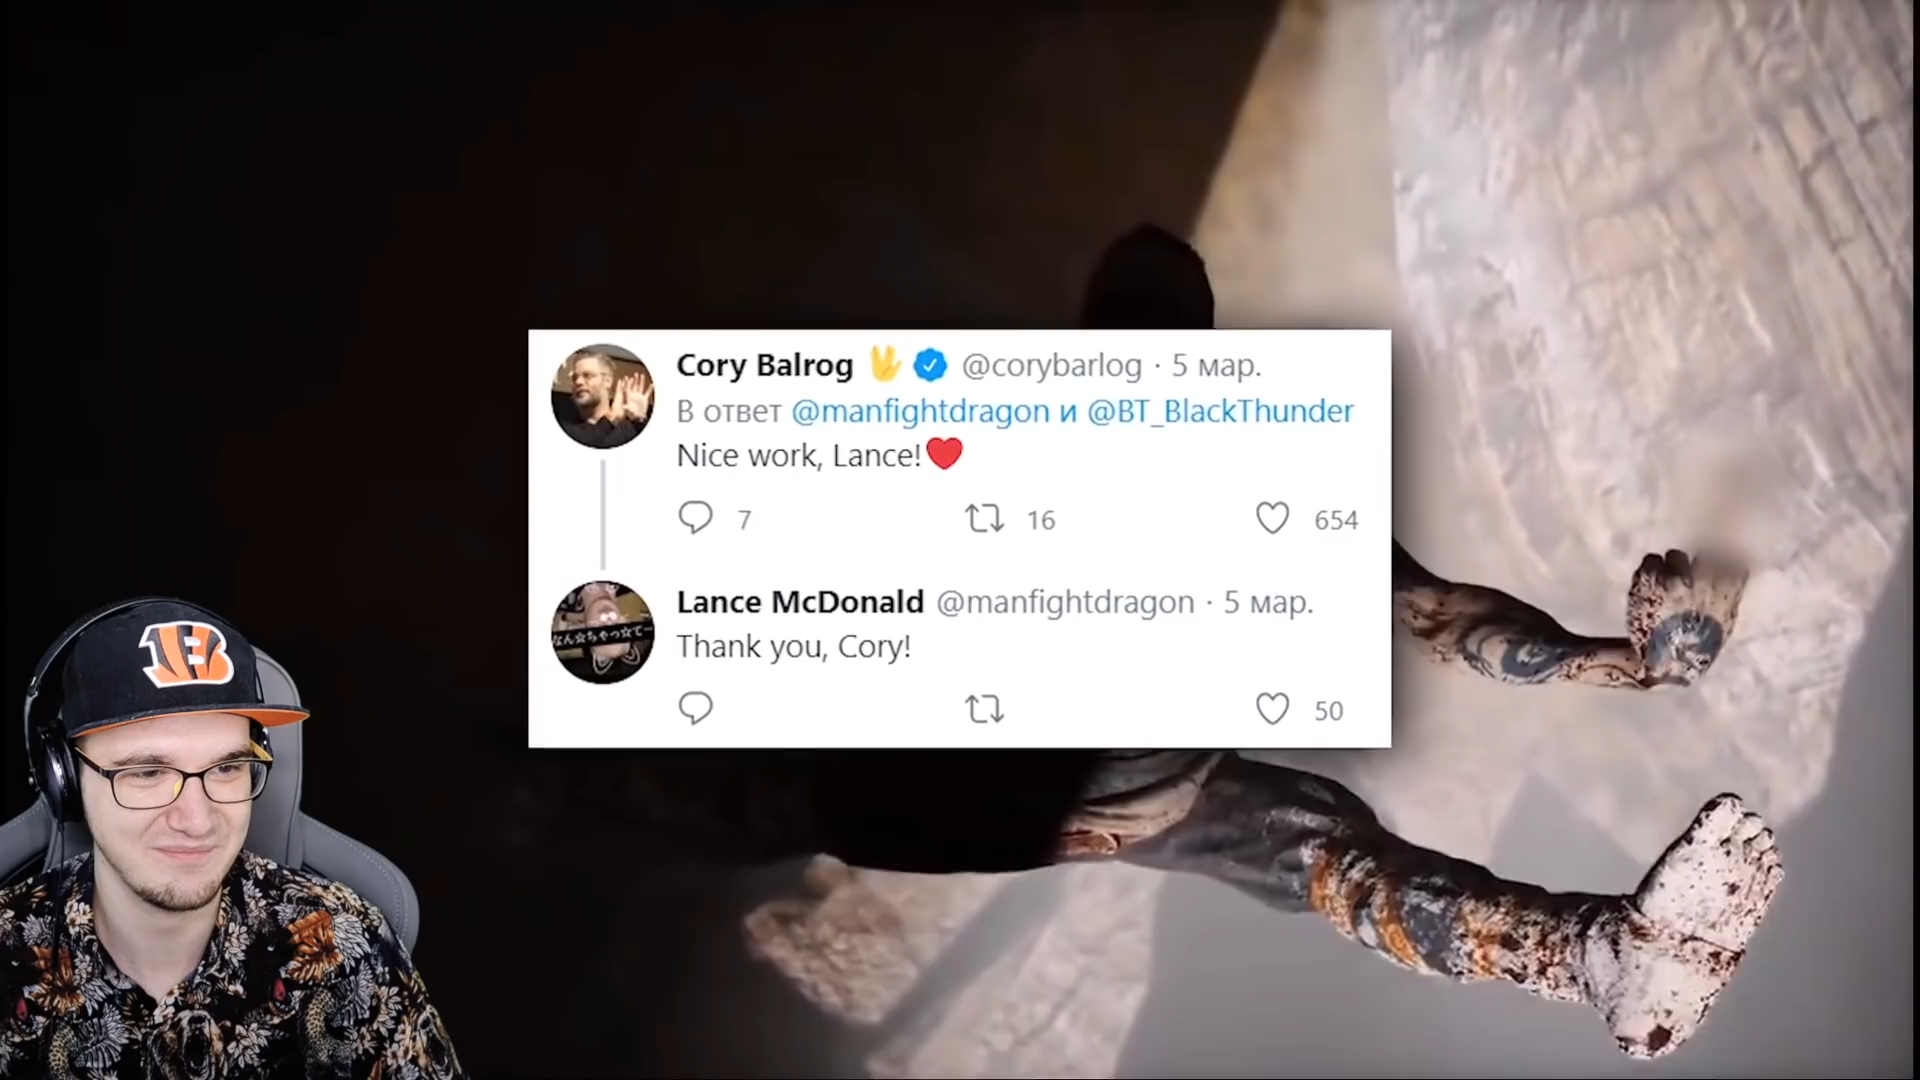 Cory Balrog 🖖 @corybarlog · 5 мар.
В ответ @manfightdragon и @BT_BlackThunder
Nice work, Lance!❤️
7 16 654
Lance McDonald @manfightdragon · 5 мар.
Thank you, Cory!
50
B